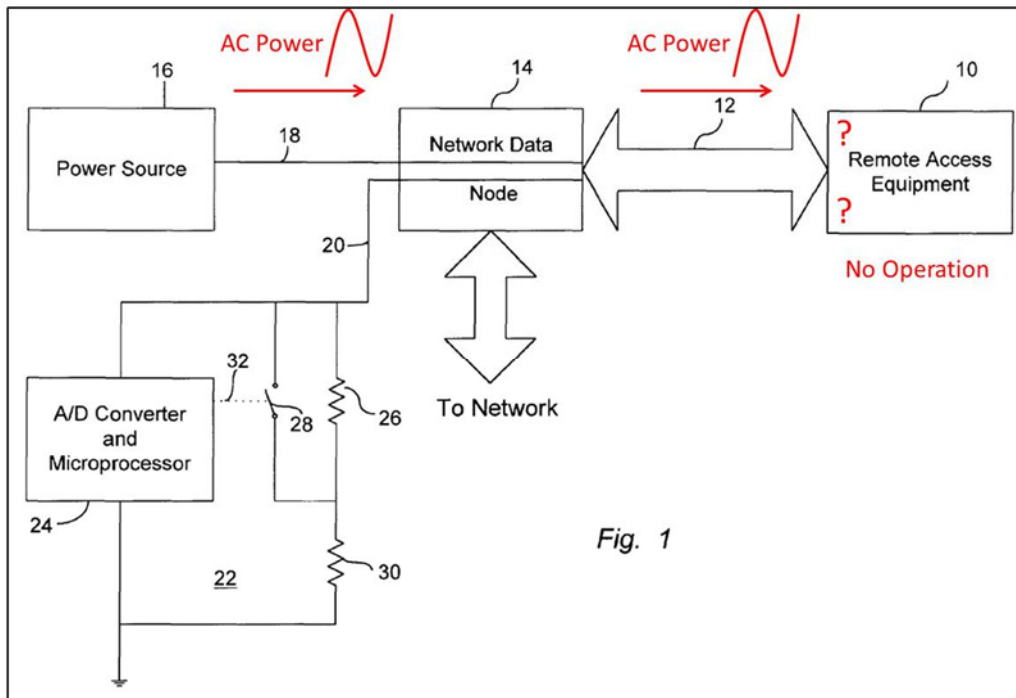 AC Power
AC Power
16
14
10
12
Power Source
18
Network Data
Node
?
Remote Access
Equipment
?
20
No Operation
32
A/D Converter
and
Microprocessor
28
26
To Network
24
22
30
Fig. 1